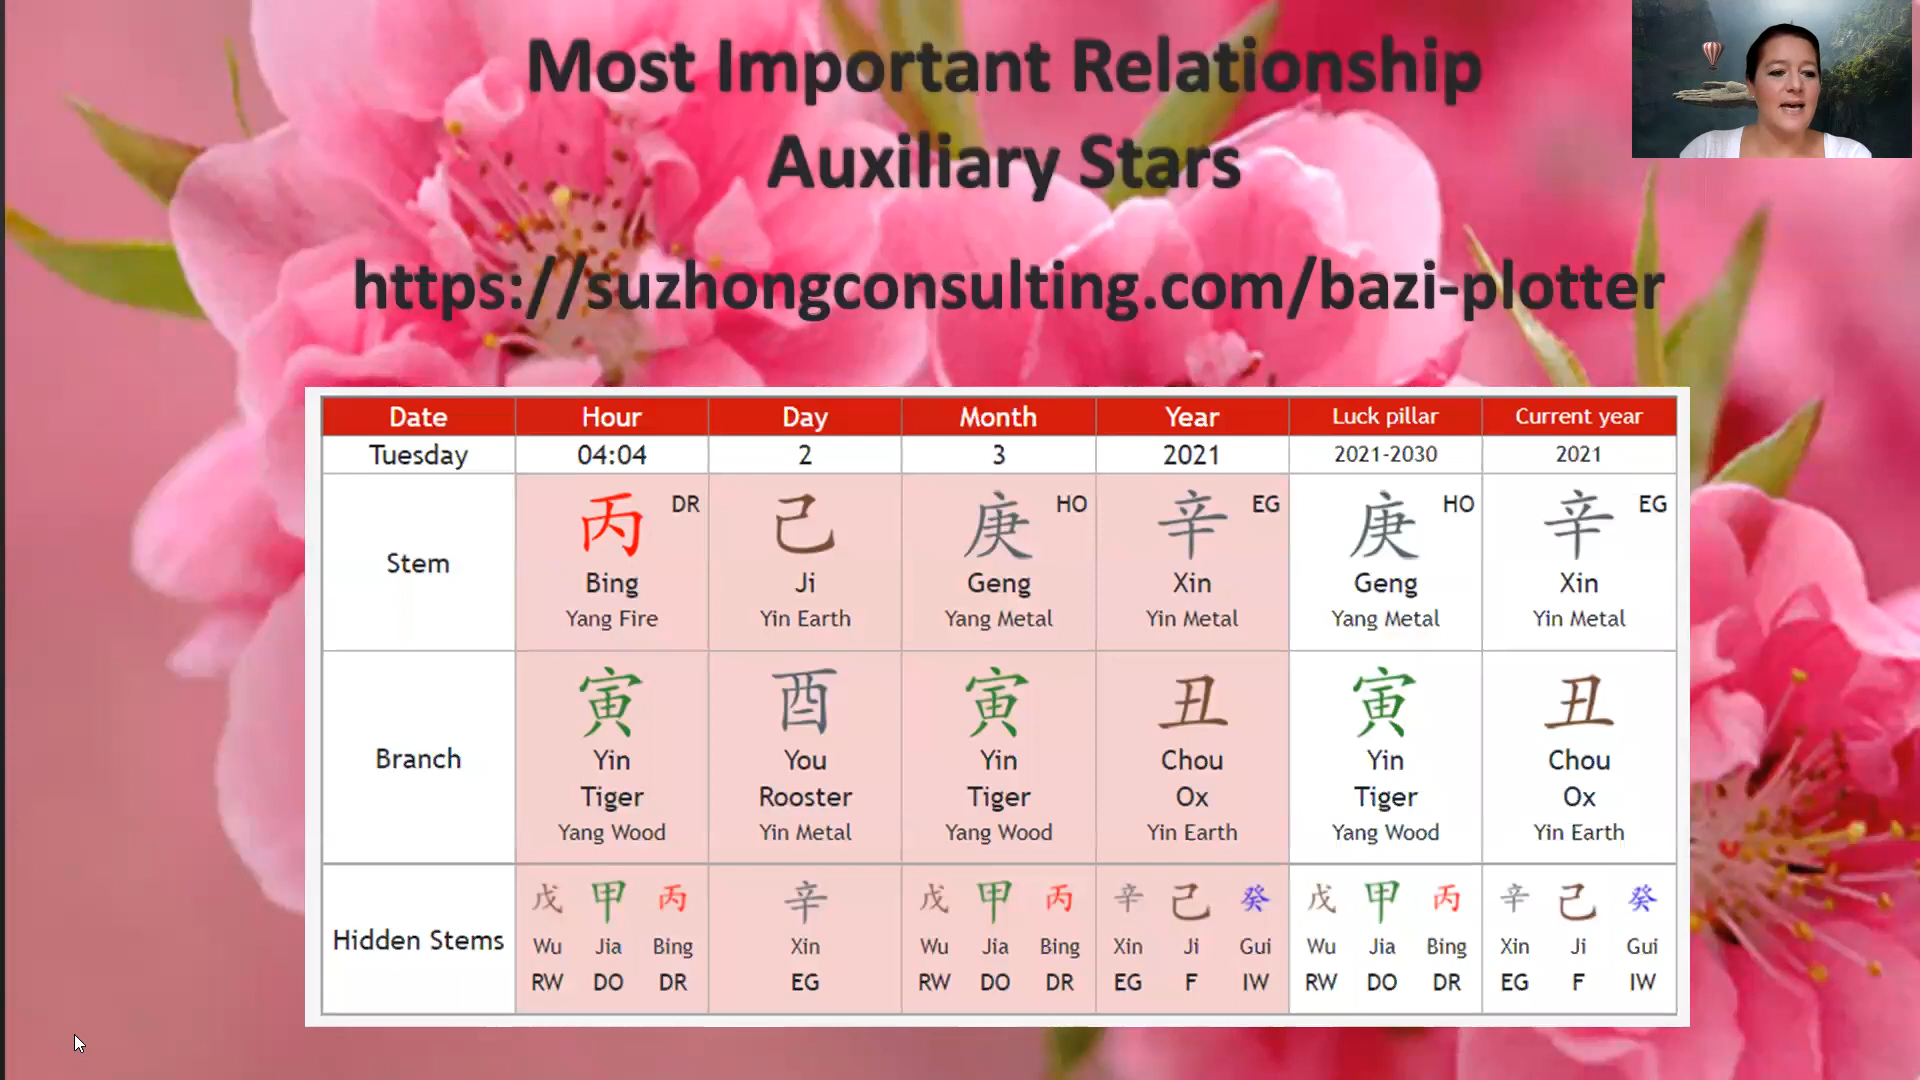 Most Important Relationship
Auxiliary Stars
https://suzhongconsulting.com/bazi-plotter
Date Hour Day Month Year Luck pillar Current year
Tuesday 04:04 2 3 2021 2021-2030 2021
Stem
丙 DR 己 庚 HO 辛 EG 庚 HO 辛 EG
Bing Ji Geng Xin Geng Xin
Yang Fire Yin Earth Yang Metal Yin Metal Yang Metal Yin Metal
Branch
寅 酉 寅 丑 寅 丑
Yin You Yin Chou Yin Chou
Tiger Rooster Tiger Ox Tiger Ox
Yang Wood Yin Metal Yang Wood Yin Earth Yang Wood Yin Earth
Hidden Stems
戊 甲 丙 辛 戊 甲 丙 辛 己 癸 戊 甲 丙 辛 己 癸
Wu Jia Bing Xin Wu Jia Bing Xin Ji Gui Wu Jia Bing Xin Ji Gui
RW DO DR EG RW DO DR EG F IW RW DO DR EG F IW